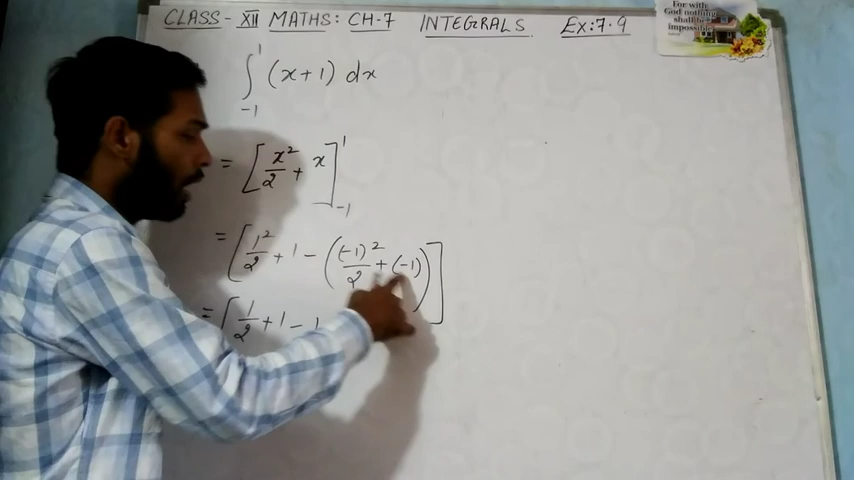 CLASS - XII MATHS: CH-7 INTEGRALS. Ex: 7.9
For with
God nothing
shall be
impossible
∫₋₁¹ (x+1) dx
= [x²/2 + x]₋₁¹
= [1²/2 + 1 - ((-1)²/2 + (-1))]
= [1/2 + 1 - 1